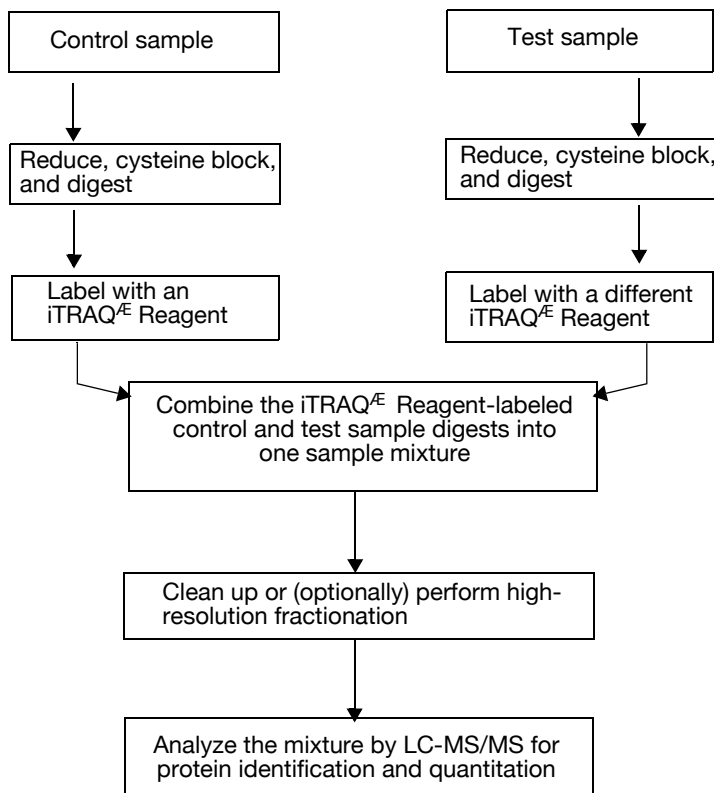 Control sample
Test sample
Reduce, cysteine block,
and digest
Reduce, cysteine block,
and digest
Label with an
iTRAQÆ Reagent
Label with a different
iTRAQÆ Reagent
Combine the iTRAQÆ Reagent-labeled
control and test sample digests into
one sample mixture
Clean up or (optionally) perform high-
resolution fractionation
Analyze the mixture by LC-MS/MS for
protein identification and quantitation